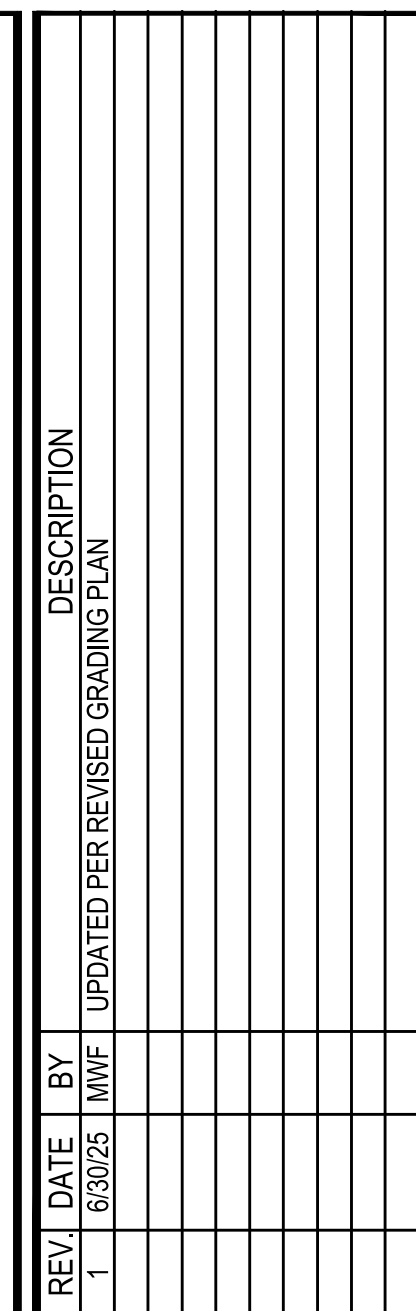 REV. DATE BY DESCRIPTION
1 6/30/25 MWF UPDATED PER REVISED GRADING PLAN